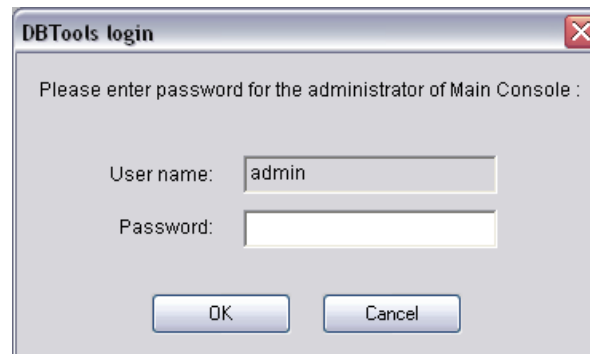 DBTools login
Please enter password for the administrator of Main Console :
User name: admin
Password:
OK Cancel